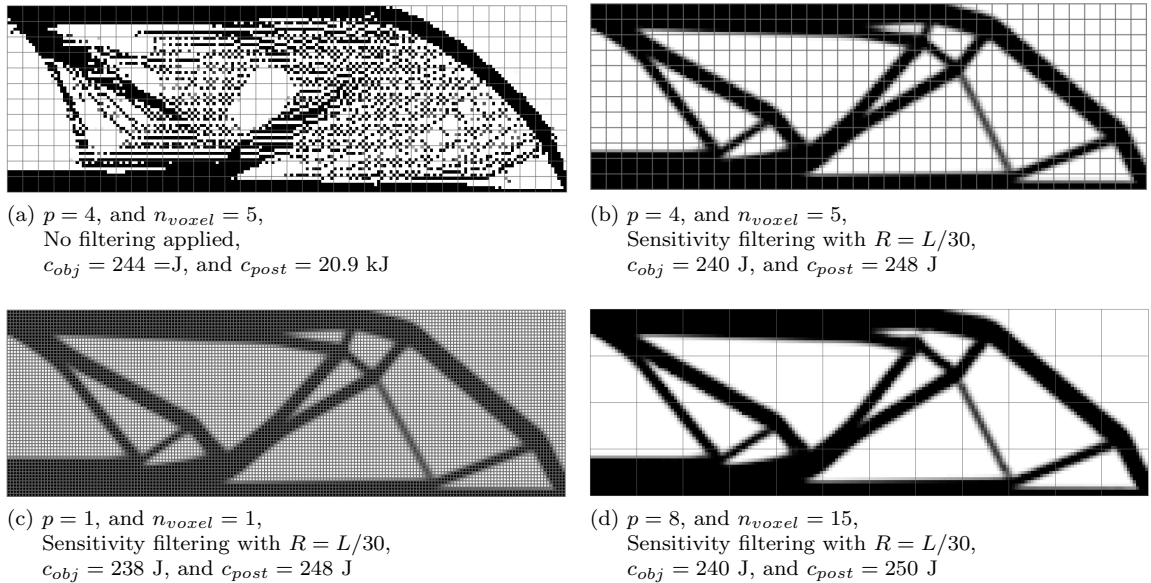 (a) p = 4, and n_voxel = 5,
No filtering applied,
c_obj = 244 =J, and c_post = 20.9 kJ
(b) p = 4, and n_voxel = 5,
Sensitivity filtering with R = L/30,
c_obj = 240 J, and c_post = 248 J
(c) p = 1, and n_voxel = 1,
Sensitivity filtering with R = L/30,
c_obj = 238 J, and c_post = 248 J
(d) p = 8, and n_voxel = 15,
Sensitivity filtering with R = L/30,
c_obj = 240 J, and c_post = 250 J